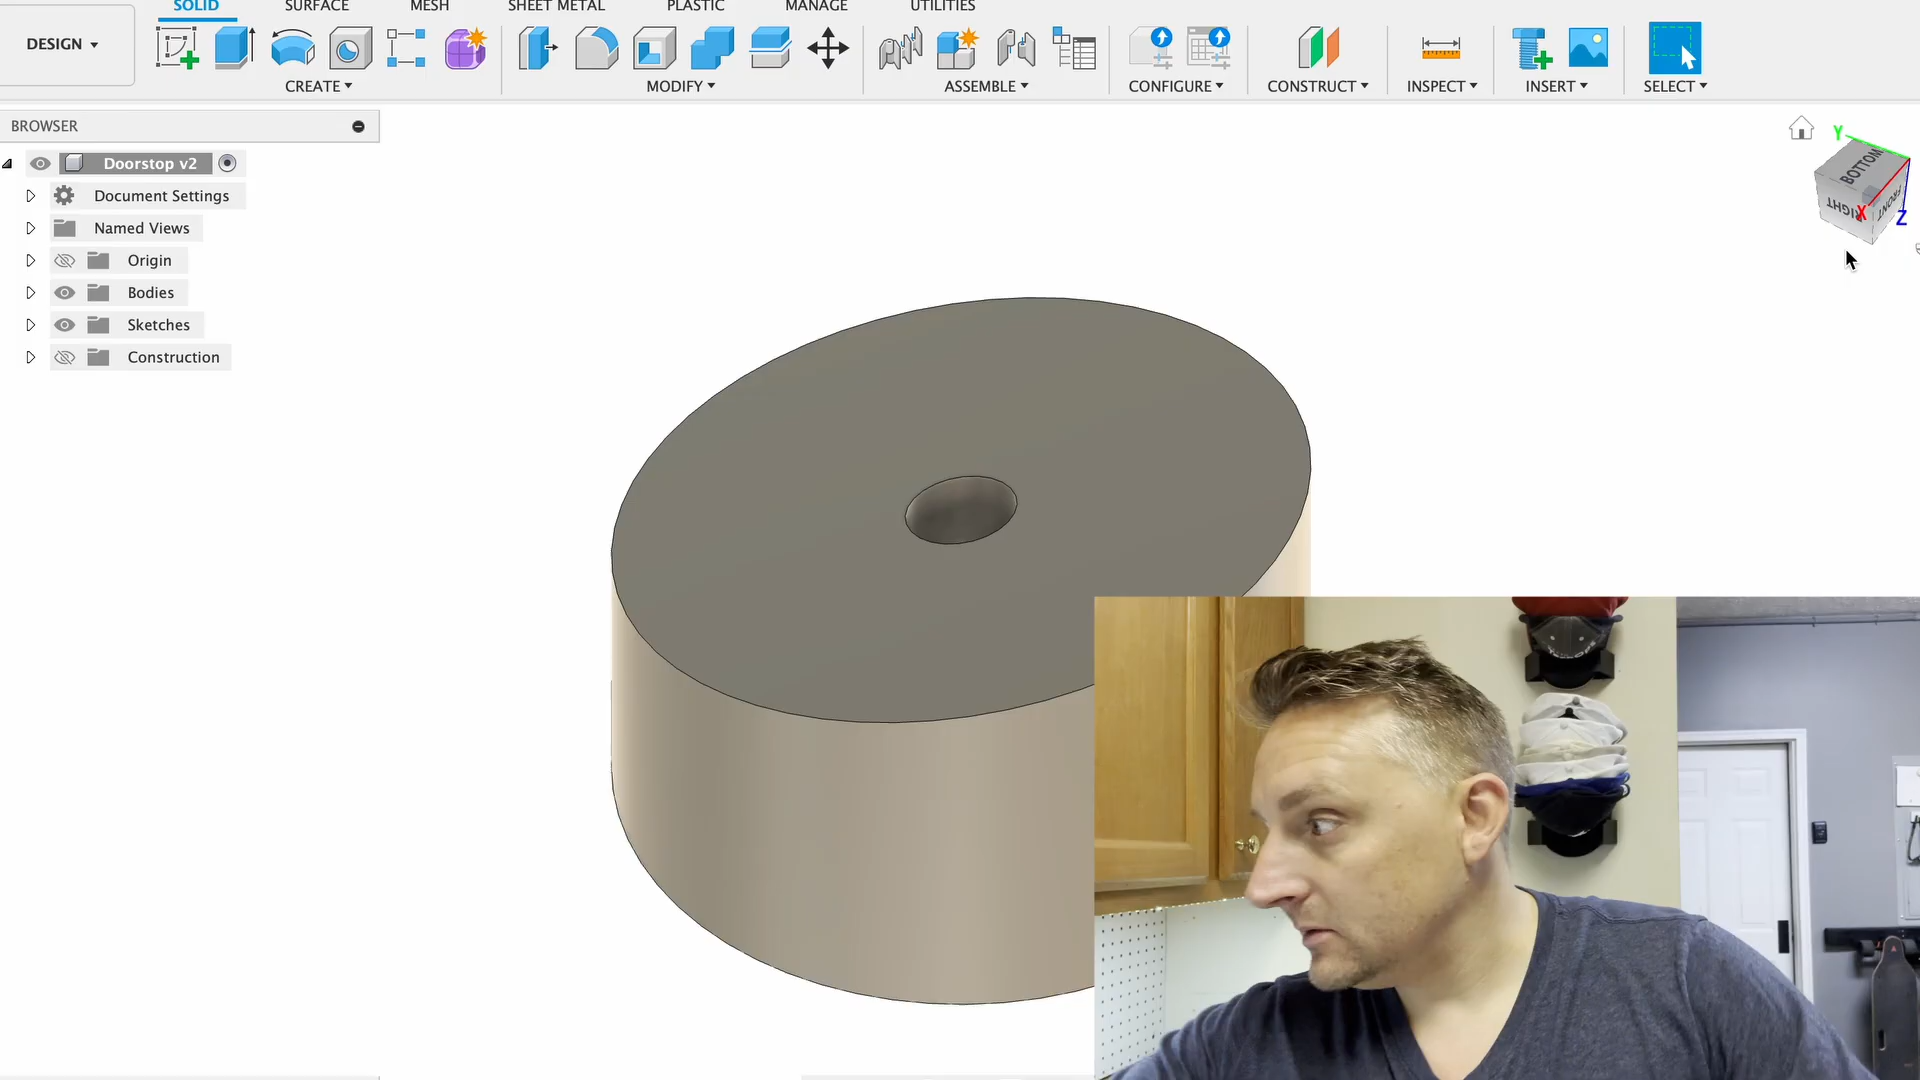 SOLID SURFACE MESH SHEET METAL PLASTIC MANAGE UTILITIES
DESIGN
CREATE MODIFY ASSEMBLE CONFIGURE CONSTRUCT INSPECT INSERT SELECT
BROWSER
Doorstop v2
Document Settings
Named Views
Origin
Bodies
Sketches
Construction
Y
BOTTOM
RIGHT
FRONT
X
Z